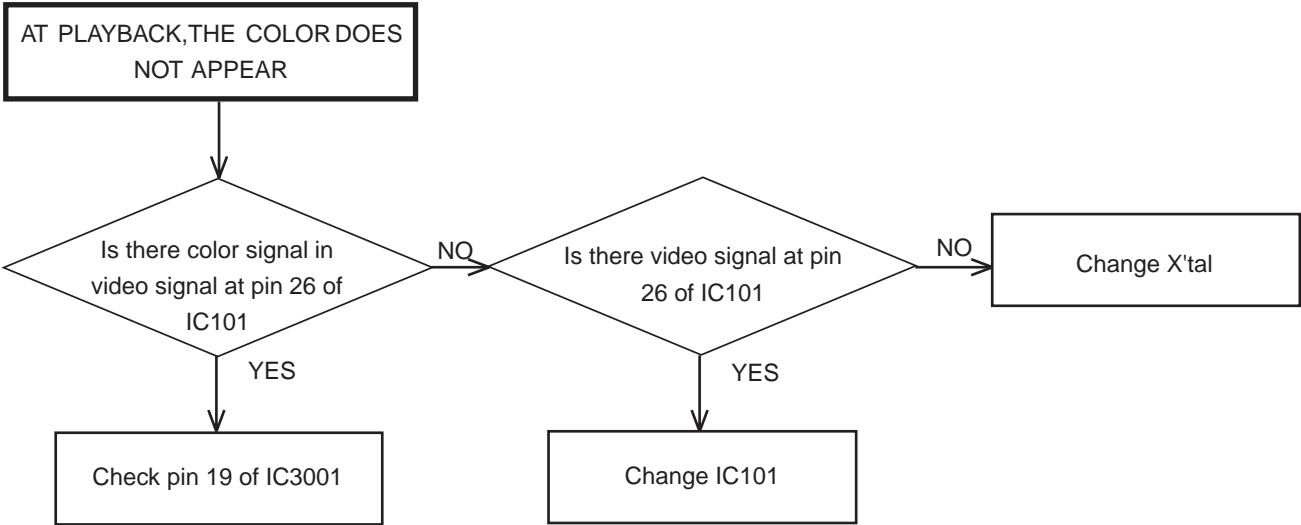 AT PLAYBACK,THE COLOR DOES
NOT APPEAR
Is there color signal in
video signal at pin 26 of
IC101
NO
Is there video signal at pin
26 of IC101
NO
Change X'tal
YES
Check pin 19 of IC3001
YES
Change IC101